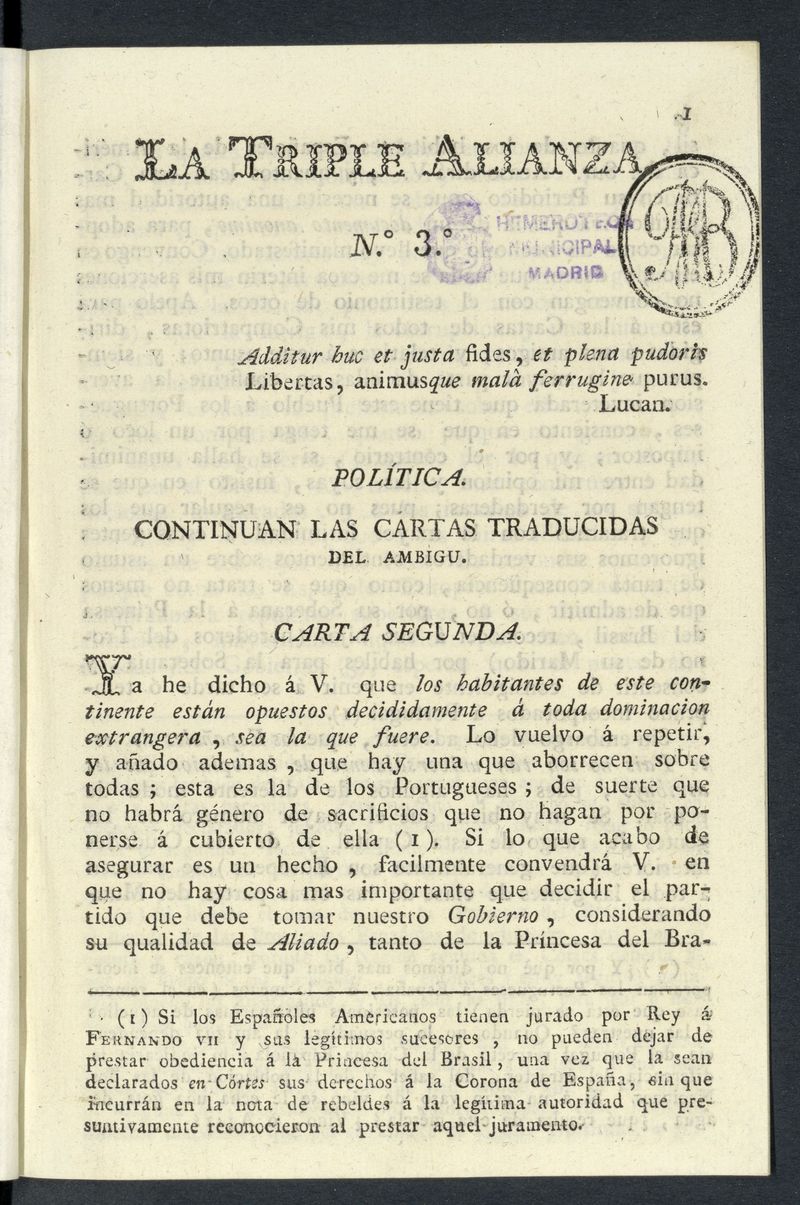 1
LA TRIPLE ALIANZA
N.° 3.°
HEMEROTECA
MUNICIPAL
MADRID
Additur huc et justa fides, et plena pudoris
Libertas, animusque malà ferrugine purus.
Lucan.
POLÍTICA.
CONTINUAN LAS CARTAS TRADUCIDAS
DEL AMBIGU.
CARTA SEGUNDA.
Ya he dicho á V. que los habitantes de este con-
tinente están opuestos decididamente á toda dominacion
extrangera , sea la que fuere. Lo vuelvo á repetir,
y añado ademas , que hay una que aborrecen sobre
todas ; esta es la de los Portugueses ; de suerte que
no habrá género de sacrificios que no hagan por po-
nerse á cubierto de ella (1). Si lo que acabo de
asegurar es un hecho , facilmente convendrá V. en
que no hay cosa mas importante que decidir el par-
tido que debe tomar nuestro Gobierno , considerando
su qualidad de Aliado , tanto de la Princesa del Bra-
(1) Si los Españoles Américanos tienen jurado por Rey á
FERNANDO VII y sus legítimos sucesores , no pueden dejar de
prestar obediencia á la Princesa del Brasil , una vez que la sean
declarados en Córtes sus derechos á la Corona de España, sin que
incurrán en la nota de rebeldes á la legítima autoridad que pre-
suntivamente reconocieron al prestar aquel juramento.